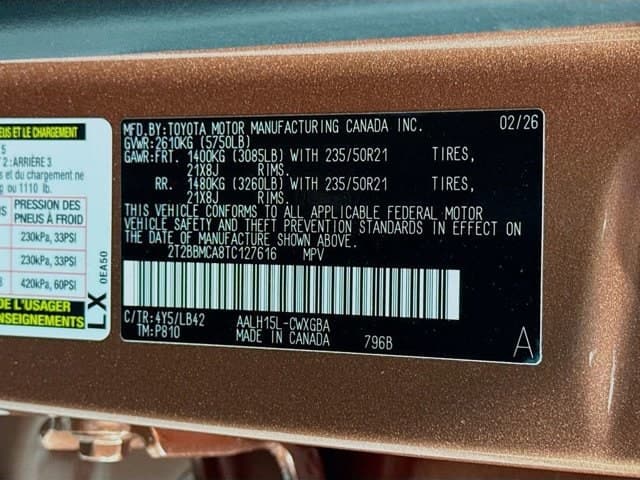 MFD.BY:TOYOTA MOTOR MANUFACTURING CANADA INC. 02/26
GVWR:2610KG (5750LB)
GAWR:FRT. 1400KG (3085LB) WITH 235/50R21 TIRES,
21X8J RIMS.
RR. 1480KG (3260LB) WITH 235/50R21 TIRES,
21X8J RIMS.
THIS VEHICLE CONFORMS TO ALL APPLICABLE FEDERAL MOTOR
VEHICLE SAFETY AND THEFT PREVENTION STANDARDS IN EFFECT ON
THE DATE OF MANUFACTURE SHOWN ABOVE.
2T2BBMCA8TC127616 MPV
C/TR:4Y5/LB42 AALH15L-CWXGBA
TM:P810 MADE IN CANADA 796B
A
ET LE CHARGEMENT
5
2 : ARRIÈRE 3
s et du chargement ne
ou 1110 lb.
PRESSION DES
PNEUS À FROID
230kPa, 33PSI
230kPa, 33PSI
420kPa, 60PSI
DE L'USAGER
LX
0EA50